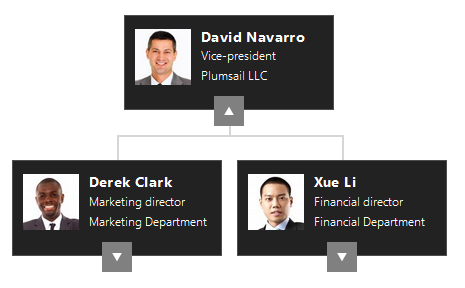 David Navarro
Vice-president
Plumsail LLC
Derek Clark
Marketing director
Marketing Department
Xue Li
Financial director
Financial Department